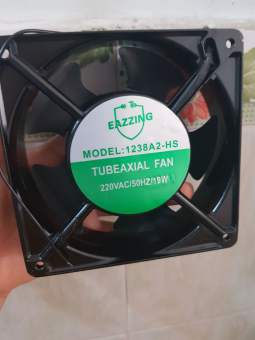 EAZZING
MODEL:1238A2-HS
TUBEAXIAL FAN
220VAC/50HZ/19W